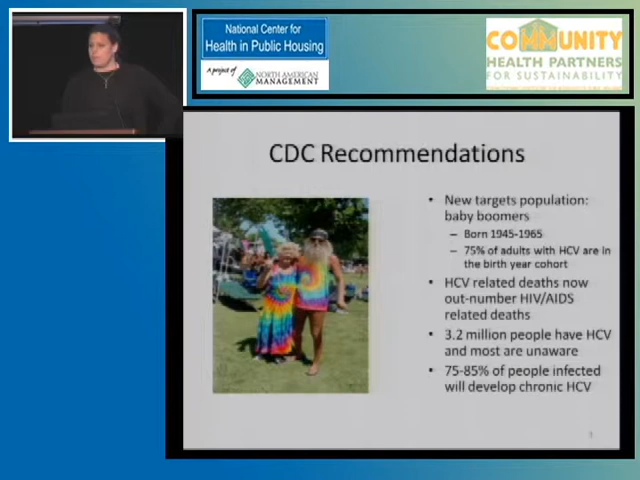 National Center for
Health in Public Housing
A project of
NORTH AMERICAN
MANAGEMENT
COMMUNITY
HEALTH PARTNERS
FOR SUSTAINABILITY
CDC Recommendations
• New targets population:
baby boomers
– Born 1945-1965
– 75% of adults with HCV are in
the birth year cohort
• HCV related deaths now
out-number HIV/AIDS
related deaths
• 3.2 million people have HCV
and most are unaware
• 75-85% of people infected
will develop chronic HCV